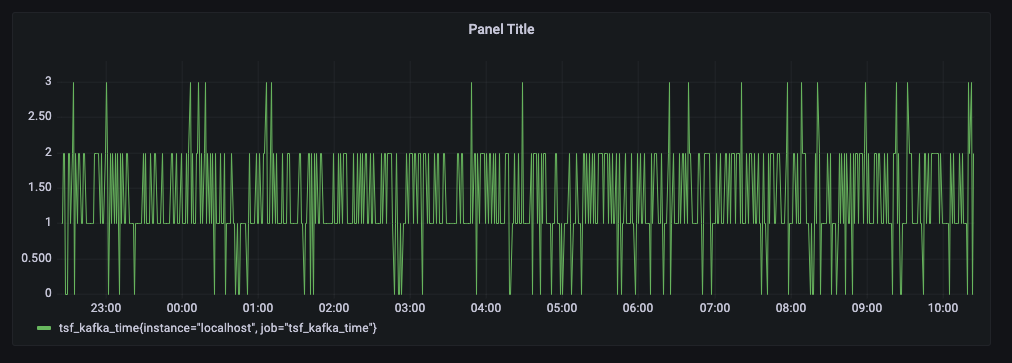 Panel Title
3
2.50
2
1.50
1
0.500
0
23:00 00:00 01:00 02:00 03:00 04:00 05:00 06:00 07:00 08:00 09:00 10:00
tsf_kafka_time{instance="localhost", job="tsf_kafka_time"}